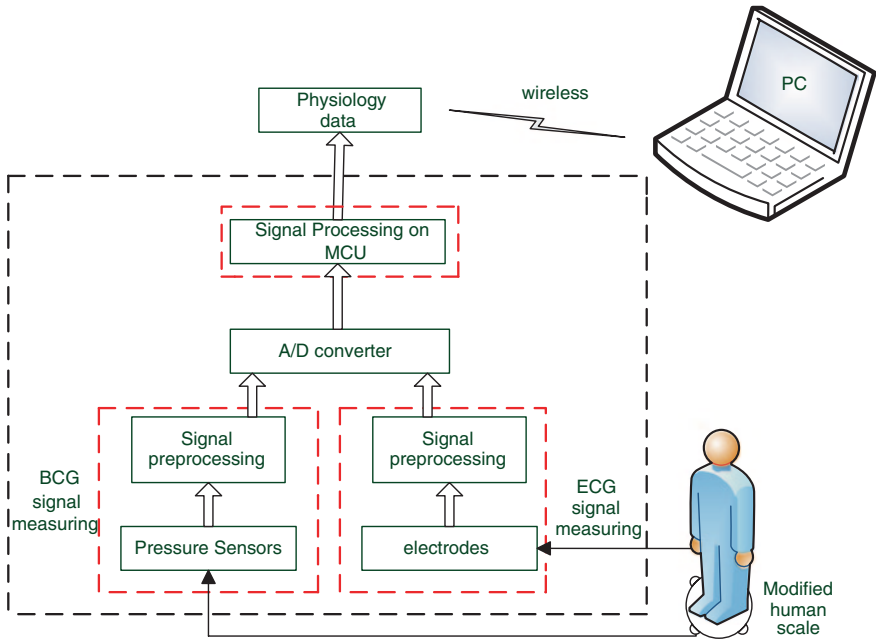 PC
wireless
Physiology
data
Signal Processing on
MCU
A/D converter
Signal
preprocessing
Signal
preprocessing
BCG
signal
measuring
ECG
signal
measuring
Pressure Sensors
electrodes
Modified
human
scale